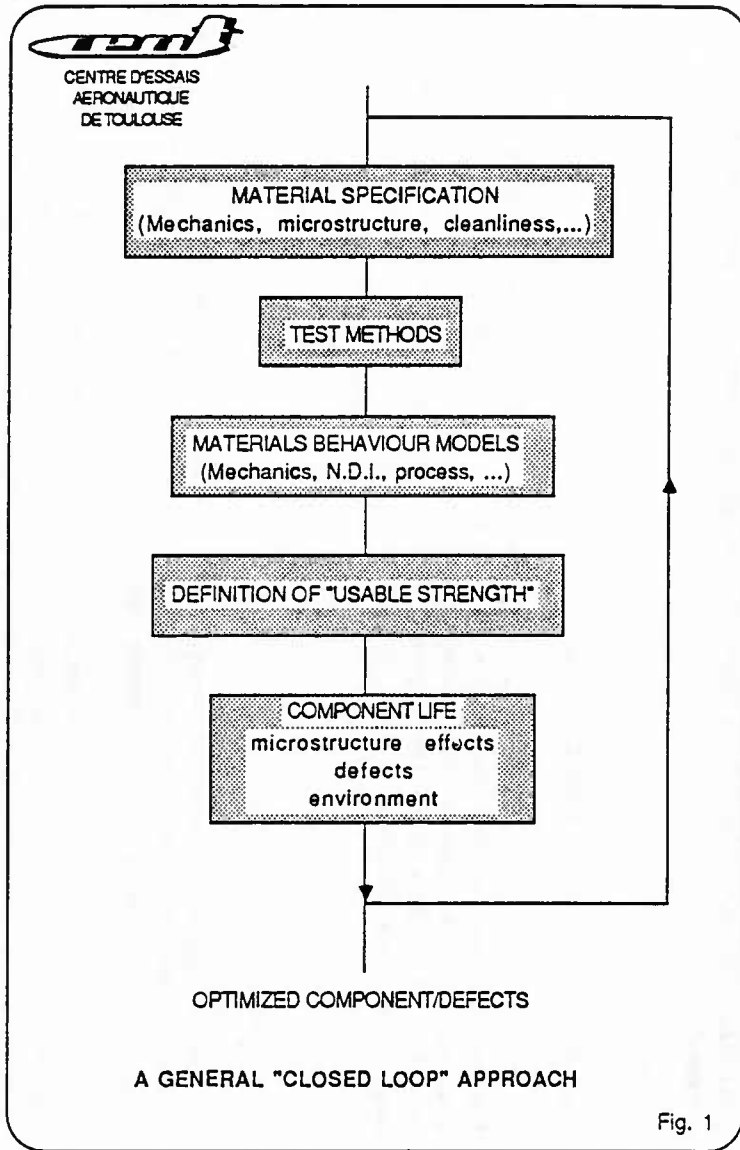 CENTRE D'ESSAIS
AERONAUTIQUE
DE TOULOUSE
MATERIAL SPECIFICATION
(Mechanics, microstructure, cleanliness,...)
TEST METHODS
MATERIALS BEHAVIOUR MODELS
(Mechanics, N.D.I., process, ...)
DEFINITION OF "USABLE STRENGTH"
COMPONENT LIFE
microstructure effects
defects
environment
OPTIMIZED COMPONENT/DEFECTS
A GENERAL "CLOSED LOOP" APPROACH
Fig. 1